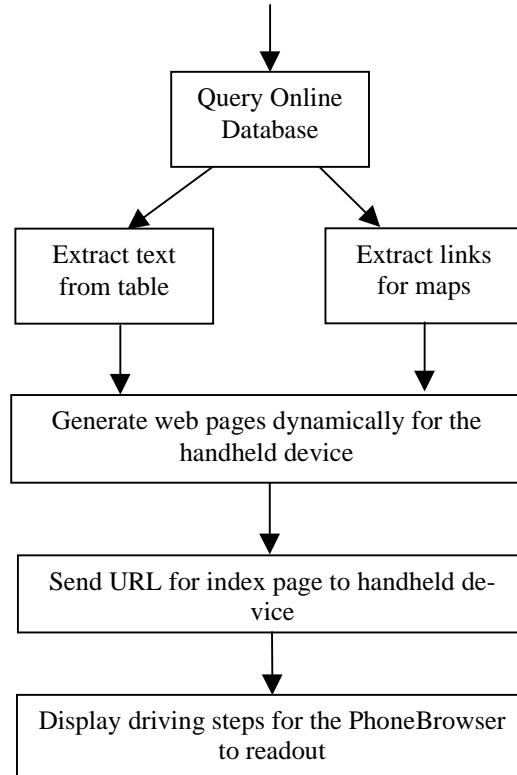 Query Online
Database
Extract text
from table
Extract links
for maps
Generate web pages dynamically for the
handheld device
Send URL for index page to handheld de-
vice
Display driving steps for the PhoneBrowser
to readout